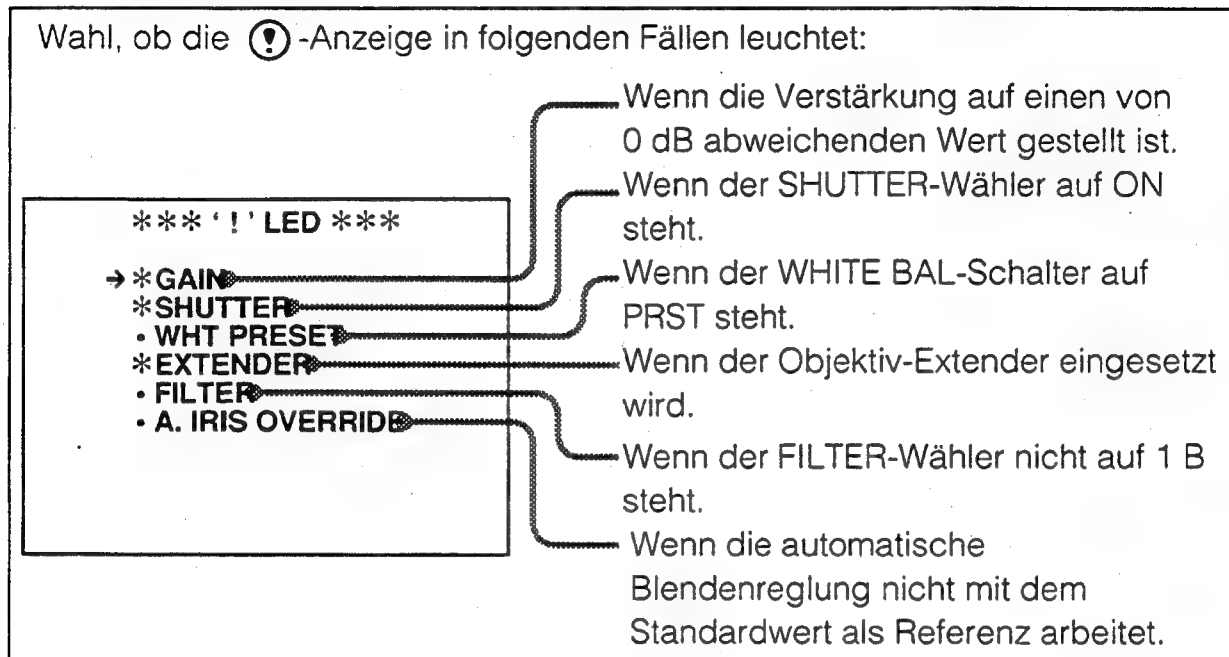 Wahl, ob die (!) -Anzeige in folgenden Fällen leuchtet:
Wenn die Verstärkung auf einen von
0 dB abweichenden Wert gestellt ist.
Wenn der SHUTTER-Wähler auf ON
steht.
Wenn der WHITE BAL-Schalter auf
PRST steht.
Wenn der Objektiv-Extender eingesetzt
wird.
Wenn der FILTER-Wähler nicht auf 1 B
steht.
Wenn die automatische
Blendenreglung nicht mit dem
Standardwert als Referenz arbeitet.
*** ‘ ! ’ LED ***
→ *GAIN
*SHUTTER
• WHT PRESET
*EXTENDER
• FILTER
• A. IRIS OVERRIDE